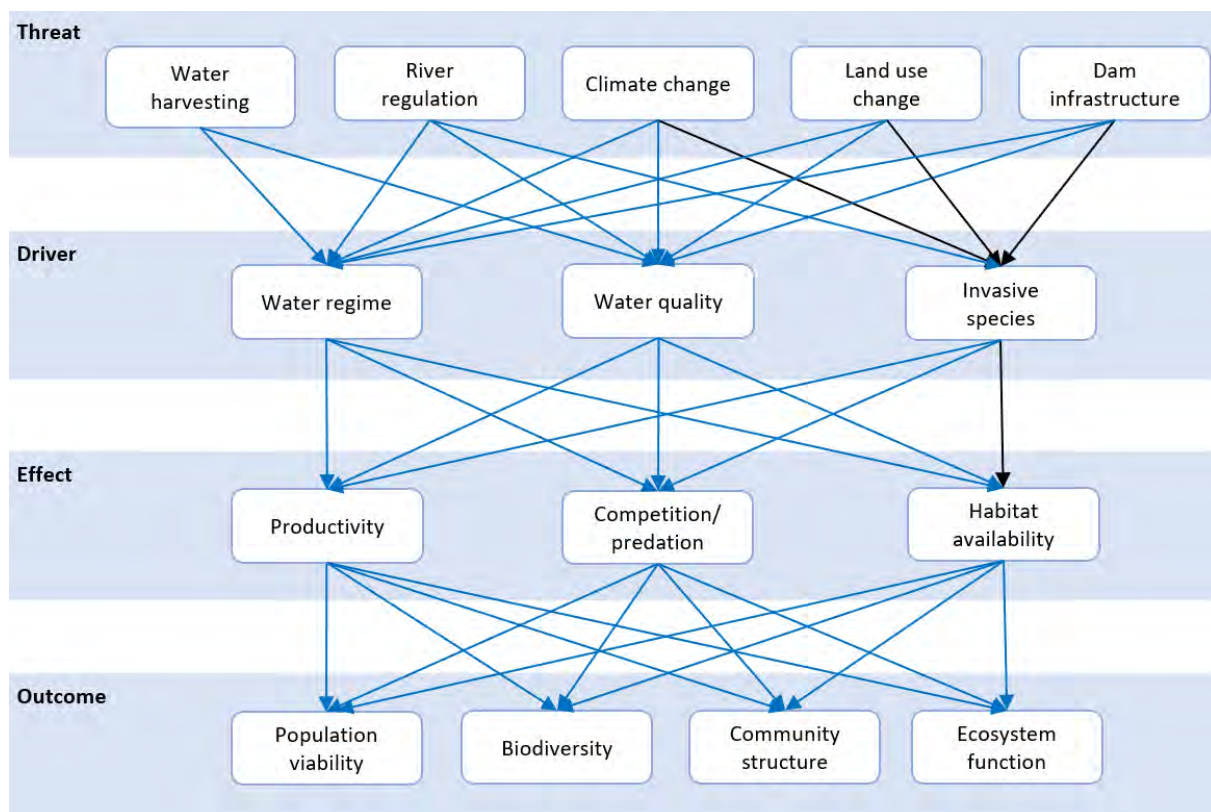 Threat
Water
harvesting
River
regulation
Climate change
Land use
change
Dam
infrastructure
Driver
Water regime
Water quality
Invasive
species
Effect
Productivity
Competition/
predation
Habitat
availability
Outcome
Population
viability
Biodiversity
Community
structure
Ecosystem
function